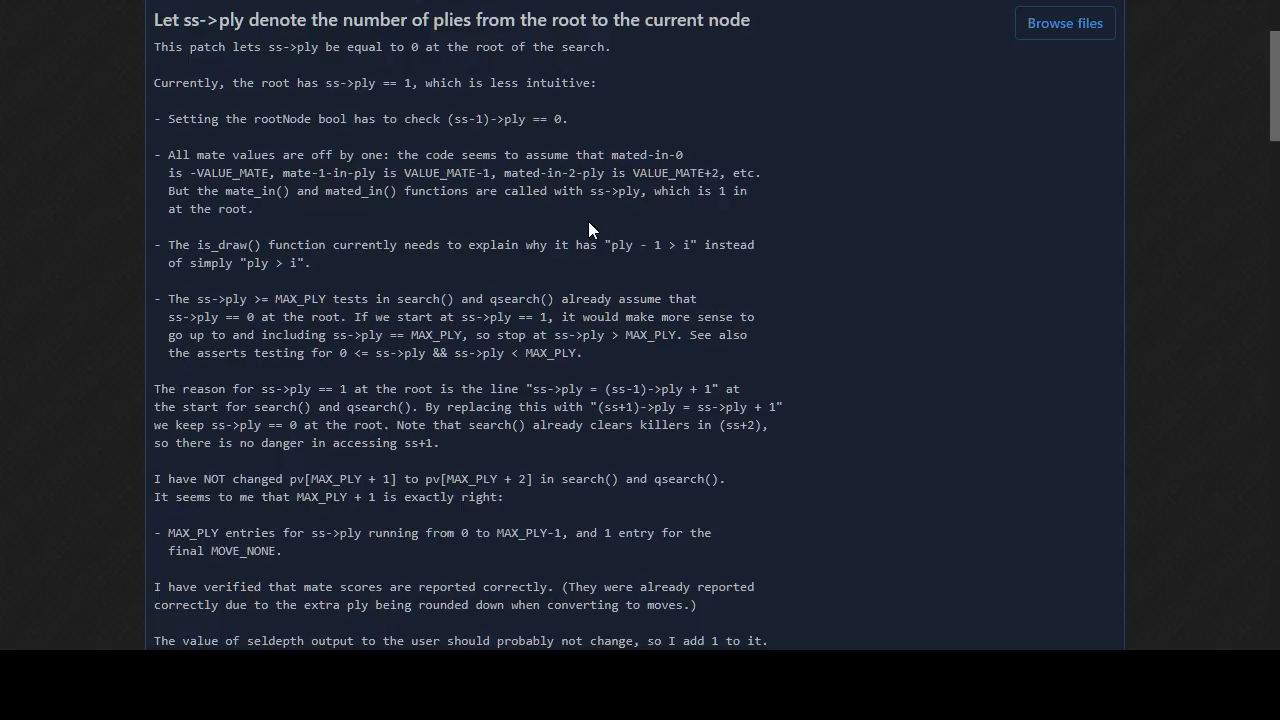 Let ss->ply denote the number of plies from the root to the current node
Browse files
This patch lets ss->ply be equal to 0 at the root of the search.
Currently, the root has ss->ply == 1, which is less intuitive:
- Setting the rootNode bool has to check (ss-1)->ply == 0.
- All mate values are off by one: the code seems to assume that mated-in-0
is -VALUE_MATE, mate-1-in-ply is VALUE_MATE-1, mated-in-2-ply is VALUE_MATE+2, etc.
But the mate_in() and mated_in() functions are called with ss->ply, which is 1 in
at the root.
- The is_draw() function currently needs to explain why it has "ply - 1 > i" instead
of simply "ply > i".
- The ss->ply >= MAX_PLY tests in search() and qsearch() already assume that
ss->ply == 0 at the root. If we start at ss->ply == 1, it would make more sense to
go up to and including ss->ply == MAX_PLY, so stop at ss->ply > MAX_PLY. See also
the asserts testing for 0 <= ss->ply && ss->ply < MAX_PLY.
The reason for ss->ply == 1 at the root is the line "ss->ply = (ss-1)->ply + 1" at
the start for search() and qsearch(). By replacing this with "(ss+1)->ply = ss->ply + 1"
we keep ss->ply == 0 at the root. Note that search() already clears killers in (ss+2),
so there is no danger in accessing ss+1.
I have NOT changed pv[MAX_PLY + 1] to pv[MAX_PLY + 2] in search() and qsearch().
It seems to me that MAX_PLY + 1 is exactly right:
- MAX_PLY entries for ss->ply running from 0 to MAX_PLY-1, and 1 entry for the
final MOVE_NONE.
I have verified that mate scores are reported correctly. (They were already reported
correctly due to the extra ply being rounded down when converting to moves.)
The value of seldepth output to the user should probably not change, so I add 1 to it.